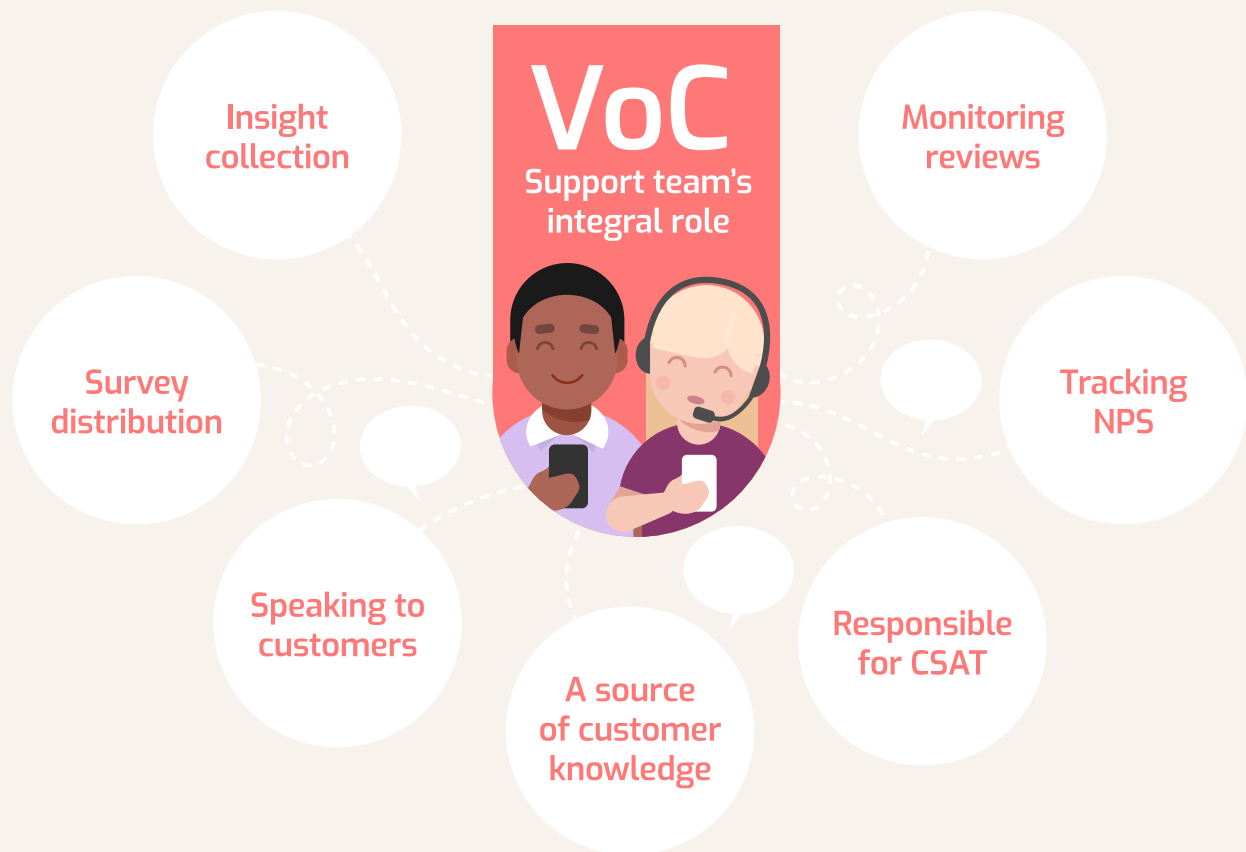 VoC
Support team's
integral role
Insight
collection
Survey
distribution
Speaking to
customers
A source
of customer
knowledge
Responsible
for CSAT
Tracking
NPS
Monitoring
reviews